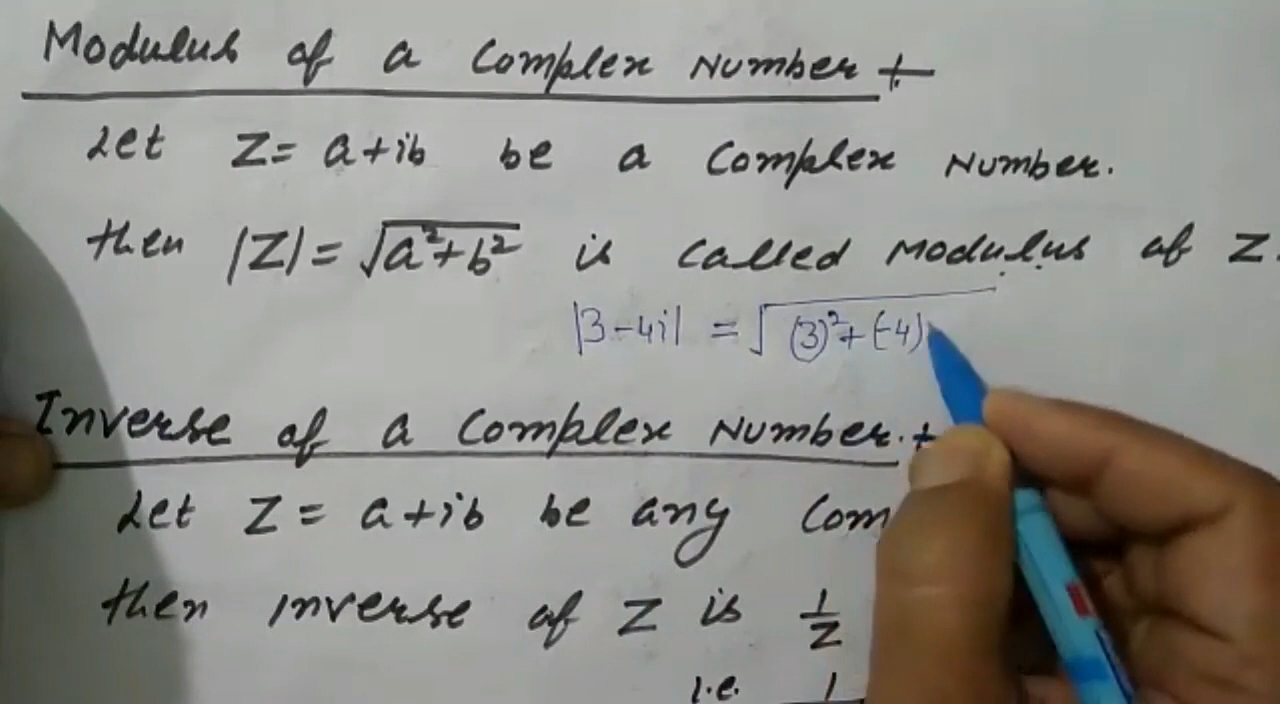 Modulus of a Complex Number :-
Let Z = a+ib be a Complex Number.
then |Z| = √a²+b² is called Modulus of Z.
|3-4i| = √(3)²+(-4)
Inverse of a Complex Number :-
Let Z = a+ib be any Com
then inverse of Z is 1/Z
i.e. 1